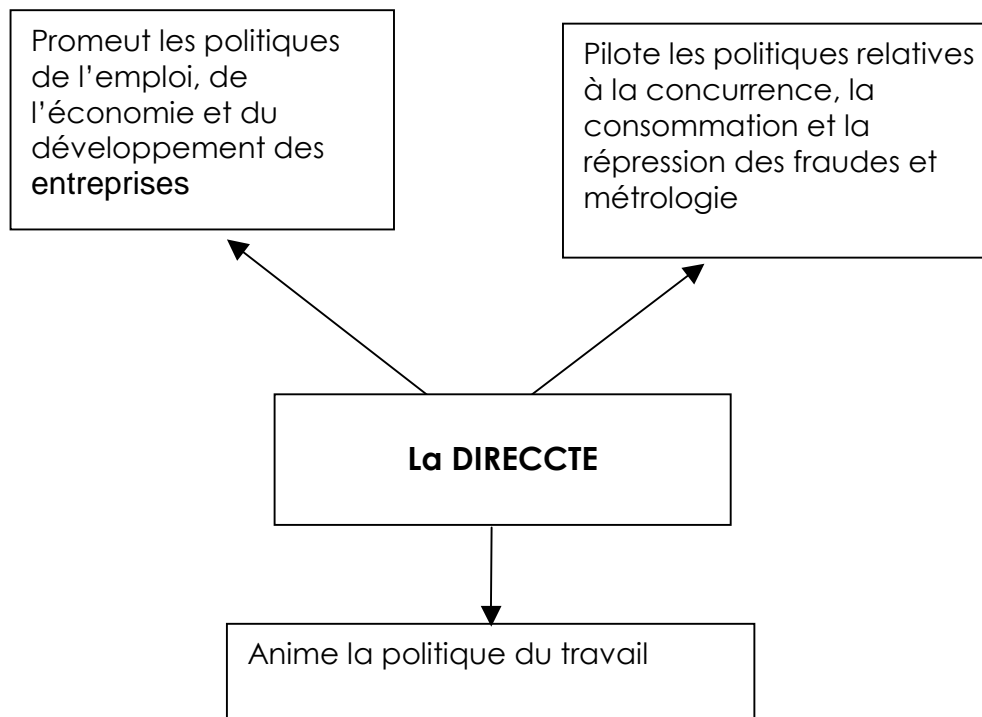 Promeut les politiques
de l’emploi, de
l’économie et du
développement des
entreprises
Pilote les politiques relatives
à la concurrence, la
consommation et la
répression des fraudes et
métrologie
La DIRECCTE
Anime la politique du travail